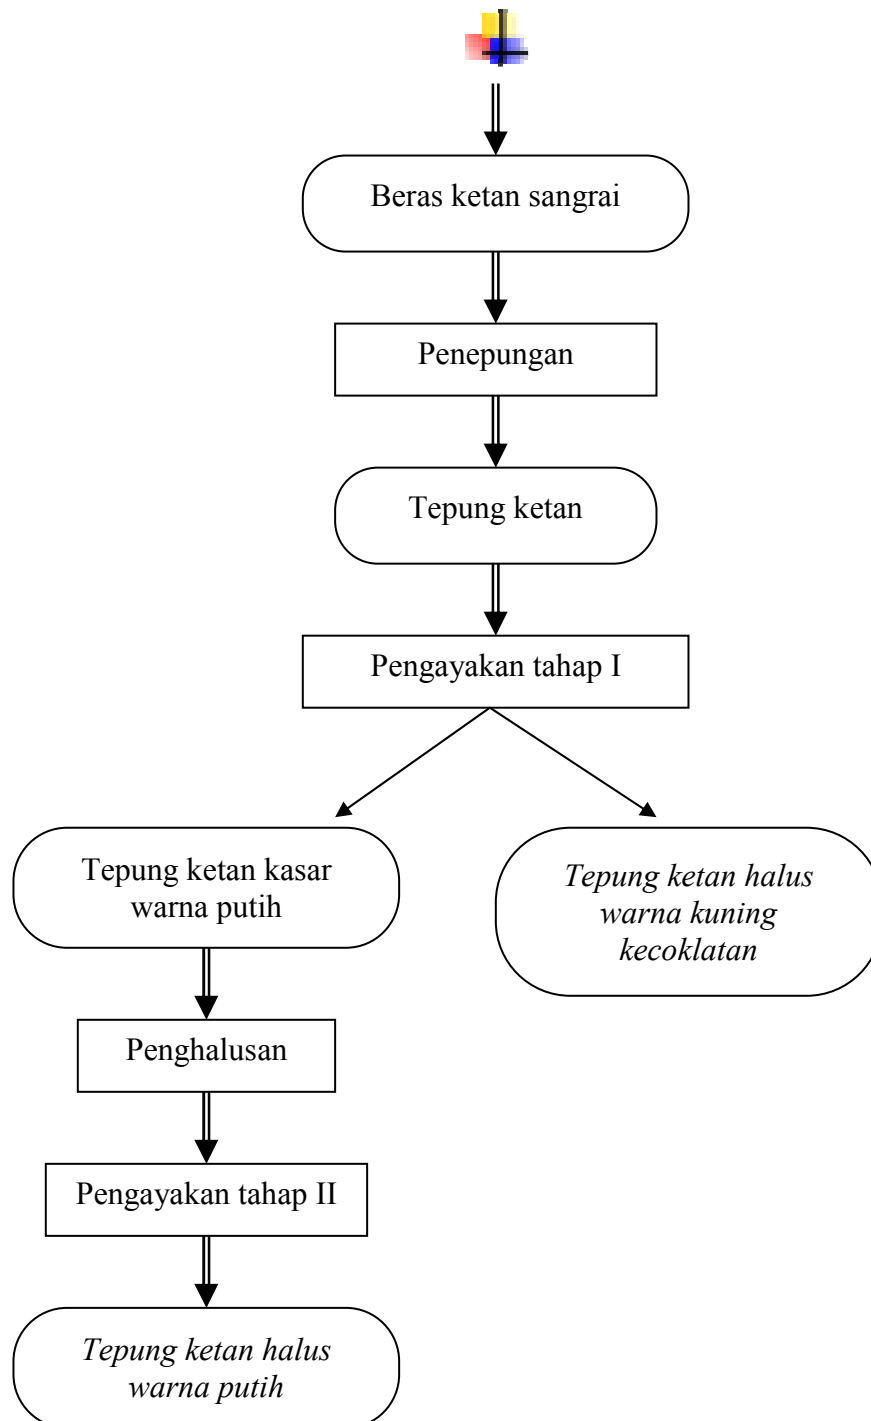 Beras ketan sangrai
Penepungan
Tepung ketan
Pengayakan tahap I
Tepung ketan kasar
warna putih
Tepung ketan halus
warna kuning
kecoklatan
Penghalusan
Pengayakan tahap II
Tepung ketan halus
warna putih